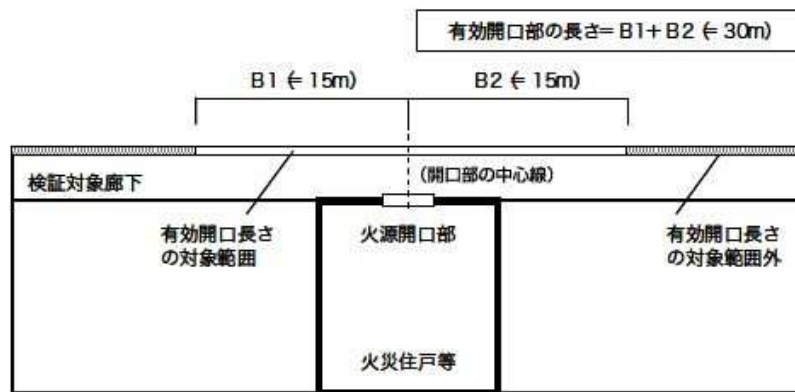 有効開口部の長さ=B1+B2(=30m)
B1(=15m)
B2(=15m)
検証対象廊下
(開口部の中心線)
有効開口長さ
の対象範囲
火源開口部
有効開口長さ
の対象範囲外
火災住戸等